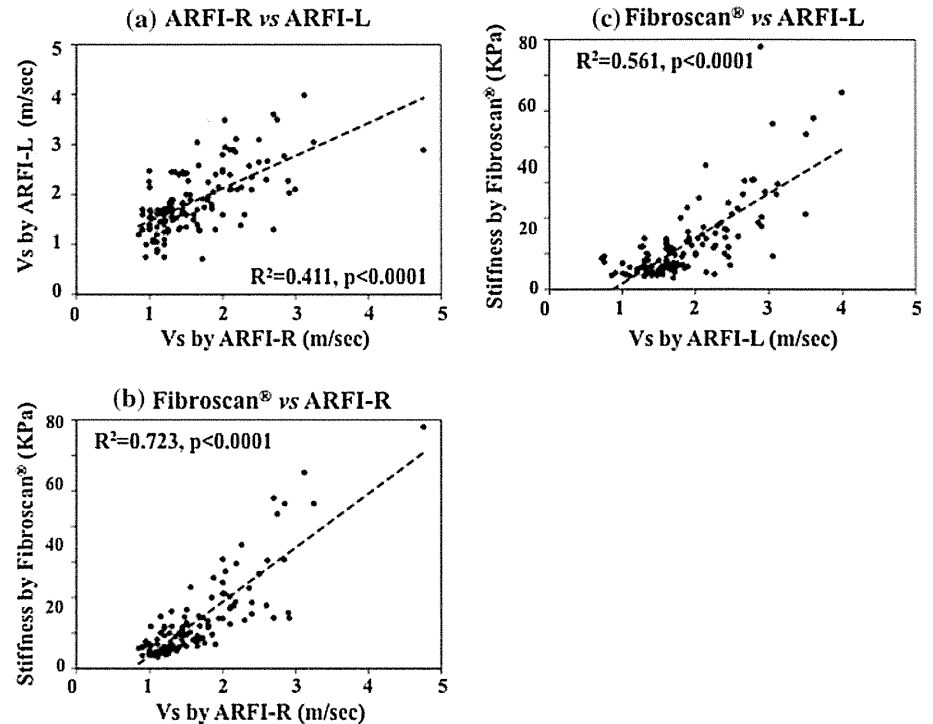 (a) ARFI-R vs ARFI-L
Vs by ARFI-L (m/sec)
5
4
3
2
1
0
R²=0.411, p<0.0001
1 2 3 4 5
Vs by ARFI-R (m/sec)
(c) Fibroscan® vs ARFI-L
Stiffness by Fibroscan® (KPa)
80
60
40
20
0
R²=0.561, p<0.0001
0 1 2 3 4 5
Vs by ARFI-L (m/sec)
(b) Fibroscan® vs ARFI-R
Stiffness by Fibroscan® (KPa)
80
60
40
20
0
R²=0.723, p<0.0001
0 1 2 3 4 5
Vs by ARFI-R (m/sec)